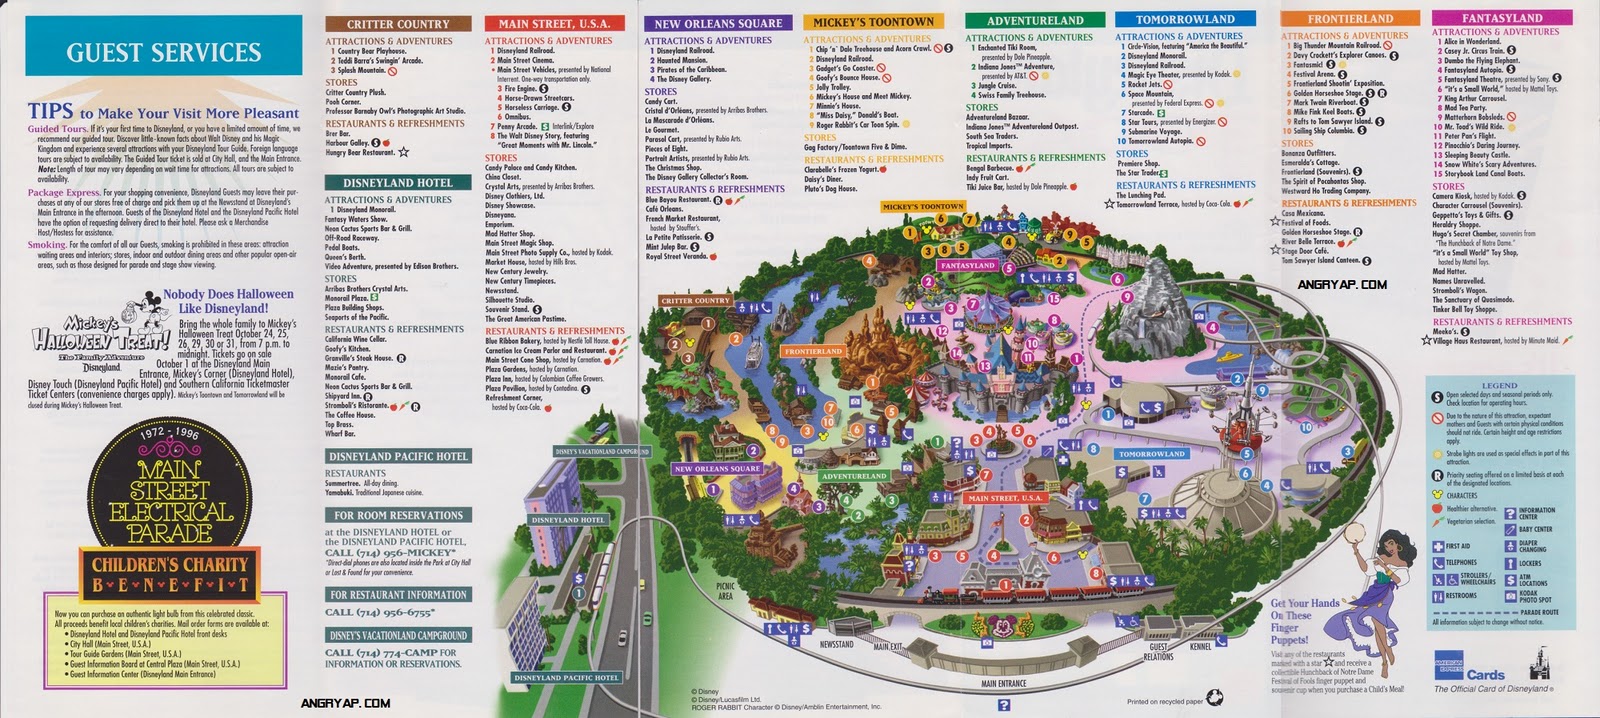 GUEST SERVICES
TIPS to Make Your Visit More Pleasant
Guided Tours. If it's your first time to Disneyland, or you have a limited amount of time, we
recommend our guided tour. Discover little-known facts about Walt Disney and his Magic
Kingdom and experience several attractions with your Disneyland Tour Guide. Foreign language
tours are subject to availability. The Guided Tour ticket is sold at City Hall, and the Main Entrance.
Note: Length of tour may vary depending on wait time for attractions. All tours are subject to
availability.
Package Express. For your shopping convenience, Disneyland Guests may leave their pur-
chases at any of our stores free of charge and pick them up at the Newsstand at Disneyland's
Main Entrance in the afternoon. Guests of the Disneyland Hotel and the Disneyland Pacific Hotel
have the option of requesting delivery direct to their hotel. Please ask a Merchandise
Host/Hostess for assistance.
Smoking. For the comfort of all our Guests, smoking is prohibited in these areas: attraction
waiting areas and interiors; stores, indoor and outdoor dining areas and other popular open-air
areas, such as those designed for parade and stage show viewing.
Mickey's
HALLOWEEN TREAT!
The Family Adventure
Disneyland
Nobody Does Halloween
Like Disneyland!
Bring the whole family to Mickey's
Halloween Treat October 24, 25,
26, 29, 30 or 31, from 7 p.m. to
midnight. Tickets go on sale
October 1 at the Disneyland Main
Entrance, Mickey's Corner (Disneyland Hotel),
Disney Touch (Disneyland Pacific Hotel) and Southern California Ticketmaster
Ticket Centers (convenience charges apply). Mickey's Toontown and Tomorrowland will be
closed during Mickey's Halloween Treat.
1972 - 1996
MAIN
STREET
ELECTRICAL
PARADE
CHILDREN'S CHARITY
B•E•N•E•F•I•T
Now you can purchase an authentic light bulb from this celebrated classic.
All proceeds benefit local children's charities. Mail order forms are available at:
• Disneyland Hotel and Disneyland Pacific Hotel front desks
• City Hall (Main Street, U.S.A.)
• Tour Guide Gardens (Main Street, U.S.A.)
• Guest Information Board at Central Plaza (Main Street, U.S.A.)
• Guest Information Center (Disneyland Main Entrance)
CRITTER COUNTRY
ATTRACTIONS & ADVENTURES
1 Country Bear Playhouse.
2 Teddi Barra's Swingin' Arcade.
3 Splash Mountain.
STORES
Critter Country Plush.
Pooh Corner.
Professor Barnaby Owl's Photographic Art Studio.
RESTAURANTS & REFRESHMENTS
Brer Bar.
Harbour Galley. S
Hungry Bear Restaurant.
DISNEYLAND HOTEL
ATTRACTIONS & ADVENTURES
1 Disneyland Monorail.
Fantasy Waters Show.
Neon Cactus Sports Bar & Grill.
Off-Road Raceway.
Pedal Boats.
Queen's Berth.
Video Adventure, presented by Edison Brothers.
STORES
Arribas Brothers Crystal Arts.
Monorail Plaza. $
Plaza Building Shops.
Seaports of the Pacific.
RESTAURANTS & REFRESHMENTS
California Wine Cellar.
Goofy's Kitchen.
Granville's Steak House. R
Mazie's Pantry.
Monorail Cafe.
Neon Cactus Sports Bar & Grill.
Shipyard Inn. R
Stromboli's Ristorante. R
The Coffee House.
Top Brass.
Wharf Bar.
DISNEYLAND PACIFIC HOTEL
RESTAURANTS
Summertree. All-day dining.
Yamabuki. Traditional Japanese cuisine.
FOR ROOM RESERVATIONS
at the DISNEYLAND HOTEL or
the DISNEYLAND PACIFIC HOTEL,
CALL (714) 956-MICKEY*
*Direct-dial phones are also located inside the Park at City Hall
or Lost & Found for your convenience.
FOR RESTAURANT INFORMATION
CALL (714) 956-6755*
DISNEY'S VACATIONLAND CAMPGROUND
CALL (714) 774-CAMP FOR
INFORMATION OR RESERVATIONS.
ANGRYAP.COM
MAIN STREET, U.S.A.
ATTRACTIONS & ADVENTURES
1 Disneyland Railroad.
2 Main Street Cinema.
• Main Street Vehicles, presented by National
Interrent. One-way transportation only.
3 Fire Engine. S
4 Horse-Drawn Streetcars.
5 Horseless Carriage. S
6 Omnibus.
7 Penny Arcade. $ Interlink/Explore
8 The Walt Disney Story, featuring
"Great Moments with Mr. Lincoln."
STORES
Candy Palace and Candy Kitchen.
China Closet.
Crystal Arts, presented by Arribas Brothers.
Disney Clothiers, Ltd.
Disney Showcase.
Disneyana.
Emporium.
Mad Hatter Shop.
Main Street Magic Shop.
Main Street Photo Supply Co., hosted by Kodak.
Market House, hosted by Hills Bros.
New Century Jewelry.
New Century Timepieces.
Newsstand.
Silhouette Studio.
Souvenir Stand. S
The Great American Pastime.
RESTAURANTS & REFRESHMENTS
Blue Ribbon Bakery, hosted by Nestle Toll House.
Carnation Ice Cream Parlor and Restaurant.
Main Street Cone Shop, hosted by Carnation.
Plaza Gardens, hosted by Carnation.
Plaza Inn, hosted by Colombian Coffee Growers.
Plaza Pavilion, hosted by Contadina. S
Refreshment Corner,
hosted by Coca-Cola.
NEW ORLEANS SQUARE
ATTRACTIONS & ADVENTURES
1 Disneyland Railroad.
2 Haunted Mansion.
3 Pirates of the Caribbean.
4 The Disney Gallery.
STORES
Candy Cart.
Cristal d'Orléans, presented by Arribas Brothers.
La Mascarade d'Orléans.
Le Gourmet.
Parasol Cart, presented by Rubio Arts.
Pieces of Eight.
Portrait Artists, presented by Rubio Arts.
The Christmas Shop.
The Disney Gallery Collector's Room.
RESTAURANTS & REFRESHMENTS
Blue Bayou Restaurant. R
Café Orléans.
French Market Restaurant,
hosted by Stouffer's.
La Petite Patisserie. S
Mint Julep Bar. S
Royal Street Veranda.
MICKEY'S TOONTOWN
ATTRACTIONS & ADVENTURES
1 Chip 'n' Dale Treehouse and Acorn Crawl. S
2 Disneyland Railroad.
3 Gadget's Go Coaster.
4 Goofy's Bounce House.
5 Jolly Trolley.
6 Mickey's House and Meet Mickey.
7 Minnie's House.
8 "Miss Daisy," Donald's Boat.
9 Roger Rabbit's Car Toon Spin.
STORES
Gag Factory/Toontown Five & Dime.
RESTAURANTS & REFRESHMENTS
Clarabelle's Frozen Yogurt.
Daisy's Diner.
Pluto's Dog House.
ADVENTURELAND
ATTRACTIONS & ADVENTURES
1 Enchanted Tiki Room,
presented by Dole Pineapple.
2 Indiana Jones™ Adventure,
presented by AT&T.
3 Jungle Cruise.
4 Swiss Family Treehouse.
STORES
Adventureland Bazaar.
Indiana Jones™ Adventureland Outpost.
South Sea Traders.
Tropical Imports.
RESTAURANTS & REFRESHMENTS
Bengal Barbecue.
Indy Fruit Cart.
Tiki Juice Bar, hosted by Dole Pineapple.
TOMORROWLAND
ATTRACTIONS & ADVENTURES
1 Circle-Vision, featuring "America the Beautiful."
2 Disneyland Monorail.
3 Disneyland Railroad.
4 Magic Eye Theater, presented by Kodak.
5 Rocket Jets.
6 Space Mountain,
presented by Federal Express.
7 Starcade. $
8 Star Tours, presented by Energizer.
9 Submarine Voyage.
10 Tomorrowland Autopia.
STORES
Premiere Shop.
The Star Trader. $
RESTAURANTS & REFRESHMENTS
The Lunching Pad.
Tomorrowland Terrace, hosted by Coca-Cola.
FRONTIERLAND
ATTRACTIONS & ADVENTURES
1 Big Thunder Mountain Railroad.
2 Davy Crockett's Explorer Canoes. S
3 Fantasmic! S
4 Festival Arena. S
5 Frontierland Shootin' Exposition.
6 Golden Horseshoe Stage. S R
7 Mark Twain Riverboat. S
8 Mike Fink Keel Boats. S
9 Rafts to Tom Sawyer Island. S
10 Sailing Ship Columbia. S
STORES
Bonanza Outfitters.
Esmeralda's Cottage.
Frontierland (Souvenirs). S
The Spirit of Pocahontas Shop.
Westward Ho Trading Company.
RESTAURANTS & REFRESHMENTS
Casa Mexicana.
Festival of Foods.
Golden Horseshoe Stage. R
River Belle Terrace.
Stage Door Café.
Tom Sawyer Island Canteen. S
ANGRYAP.COM
FANTASYLAND
ATTRACTIONS & ADVENTURES
1 Alice in Wonderland.
2 Casey Jr. Circus Train. S
3 Dumbo the Flying Elephant.
4 Fantasyland Autopia. S
5 Fantasyland Theatre, presented by Sony. S
6 "it's a Small World," hosted by Mattel Toys.
7 King Arthur Carrousel.
8 Mad Tea Party.
9 Matterhorn Bobsleds.
10 Mr. Toad's Wild Ride.
11 Peter Pan's Flight.
12 Pinocchio's Daring Journey.
13 Sleeping Beauty Castle.
14 Snow White's Scary Adventures.
15 Storybook Land Canal Boats.
STORES
Camera Kiosk, hosted by Kodak. S
Character Carrousel (Souvenirs).
Geppetto's Toys & Gifts. S
Heraldry Shoppe.
Hugo's Secret Chamber, souvenirs from
"The Hunchback of Notre Dame."
"it's a Small World" Toy Shop,
hosted by Mattel Toys.
Mad Hatter.
Names Unravelled.
Stromboli's Wagon.
The Sanctuary of Quasimodo.
Tinker Bell Toy Shoppe.
RESTAURANTS & REFRESHMENTS
Meeko's. S
Village Haus Restaurant, hosted by Minute Maid.
LEGEND
S Open selected days and seasonal periods only.
Check location for operating hours.
Due to the nature of this attraction, expectant
mothers and Guests with certain physical conditions
should not ride. Certain height and age restrictions
apply.
Strobe lights are used on special effects in part of this
attraction.
R Priority seating offered on a limited basis at each
of the designated locations.
CHARACTERS
Healthier alternative.
Vegetarian selection.
? INFORMATION CENTER
BABY CENTER
FIRST AID
DIAPER CHANGING
TELEPHONES
LOCKERS
STROLLERS/ WHEELCHAIRS
$ ATM LOCATIONS
RESTROOMS
KODAK PHOTO SPOT
PARADE ROUTE
All information subject to change without notice.
AMERICAN EXPRESS
Cards
The Official Card of Disneyland®
Get Your Hands
On These
Finger
Puppets!
Visit any of the restaurants
marked with a star and receive a
collectible Hunchback of Notre Dame
Festival of Fools finger puppet and
souvenir cup when you purchase a Child's Meal!
MICKEY'S TOONTOWN
FANTASYLAND
CRITTER COUNTRY
FRONTIERLAND
NEW ORLEANS SQUARE
ADVENTURELAND
MAIN STREET, U.S.A.
TOMORROWLAND
DISNEY'S VACATIONLAND CAMPGROUND
DISNEYLAND HOTEL
DISNEYLAND PACIFIC HOTEL
PICNIC
AREA
NEWSSTAND
MAIN EXIT
MAIN ENTRANCE
GUEST
RELATIONS
KENNEL
© Disney
© Disney/Lucasfilm Ltd.
ROGER RABBIT Character © Disney/Amblin Entertainment, Inc.
Printed on recycled paper